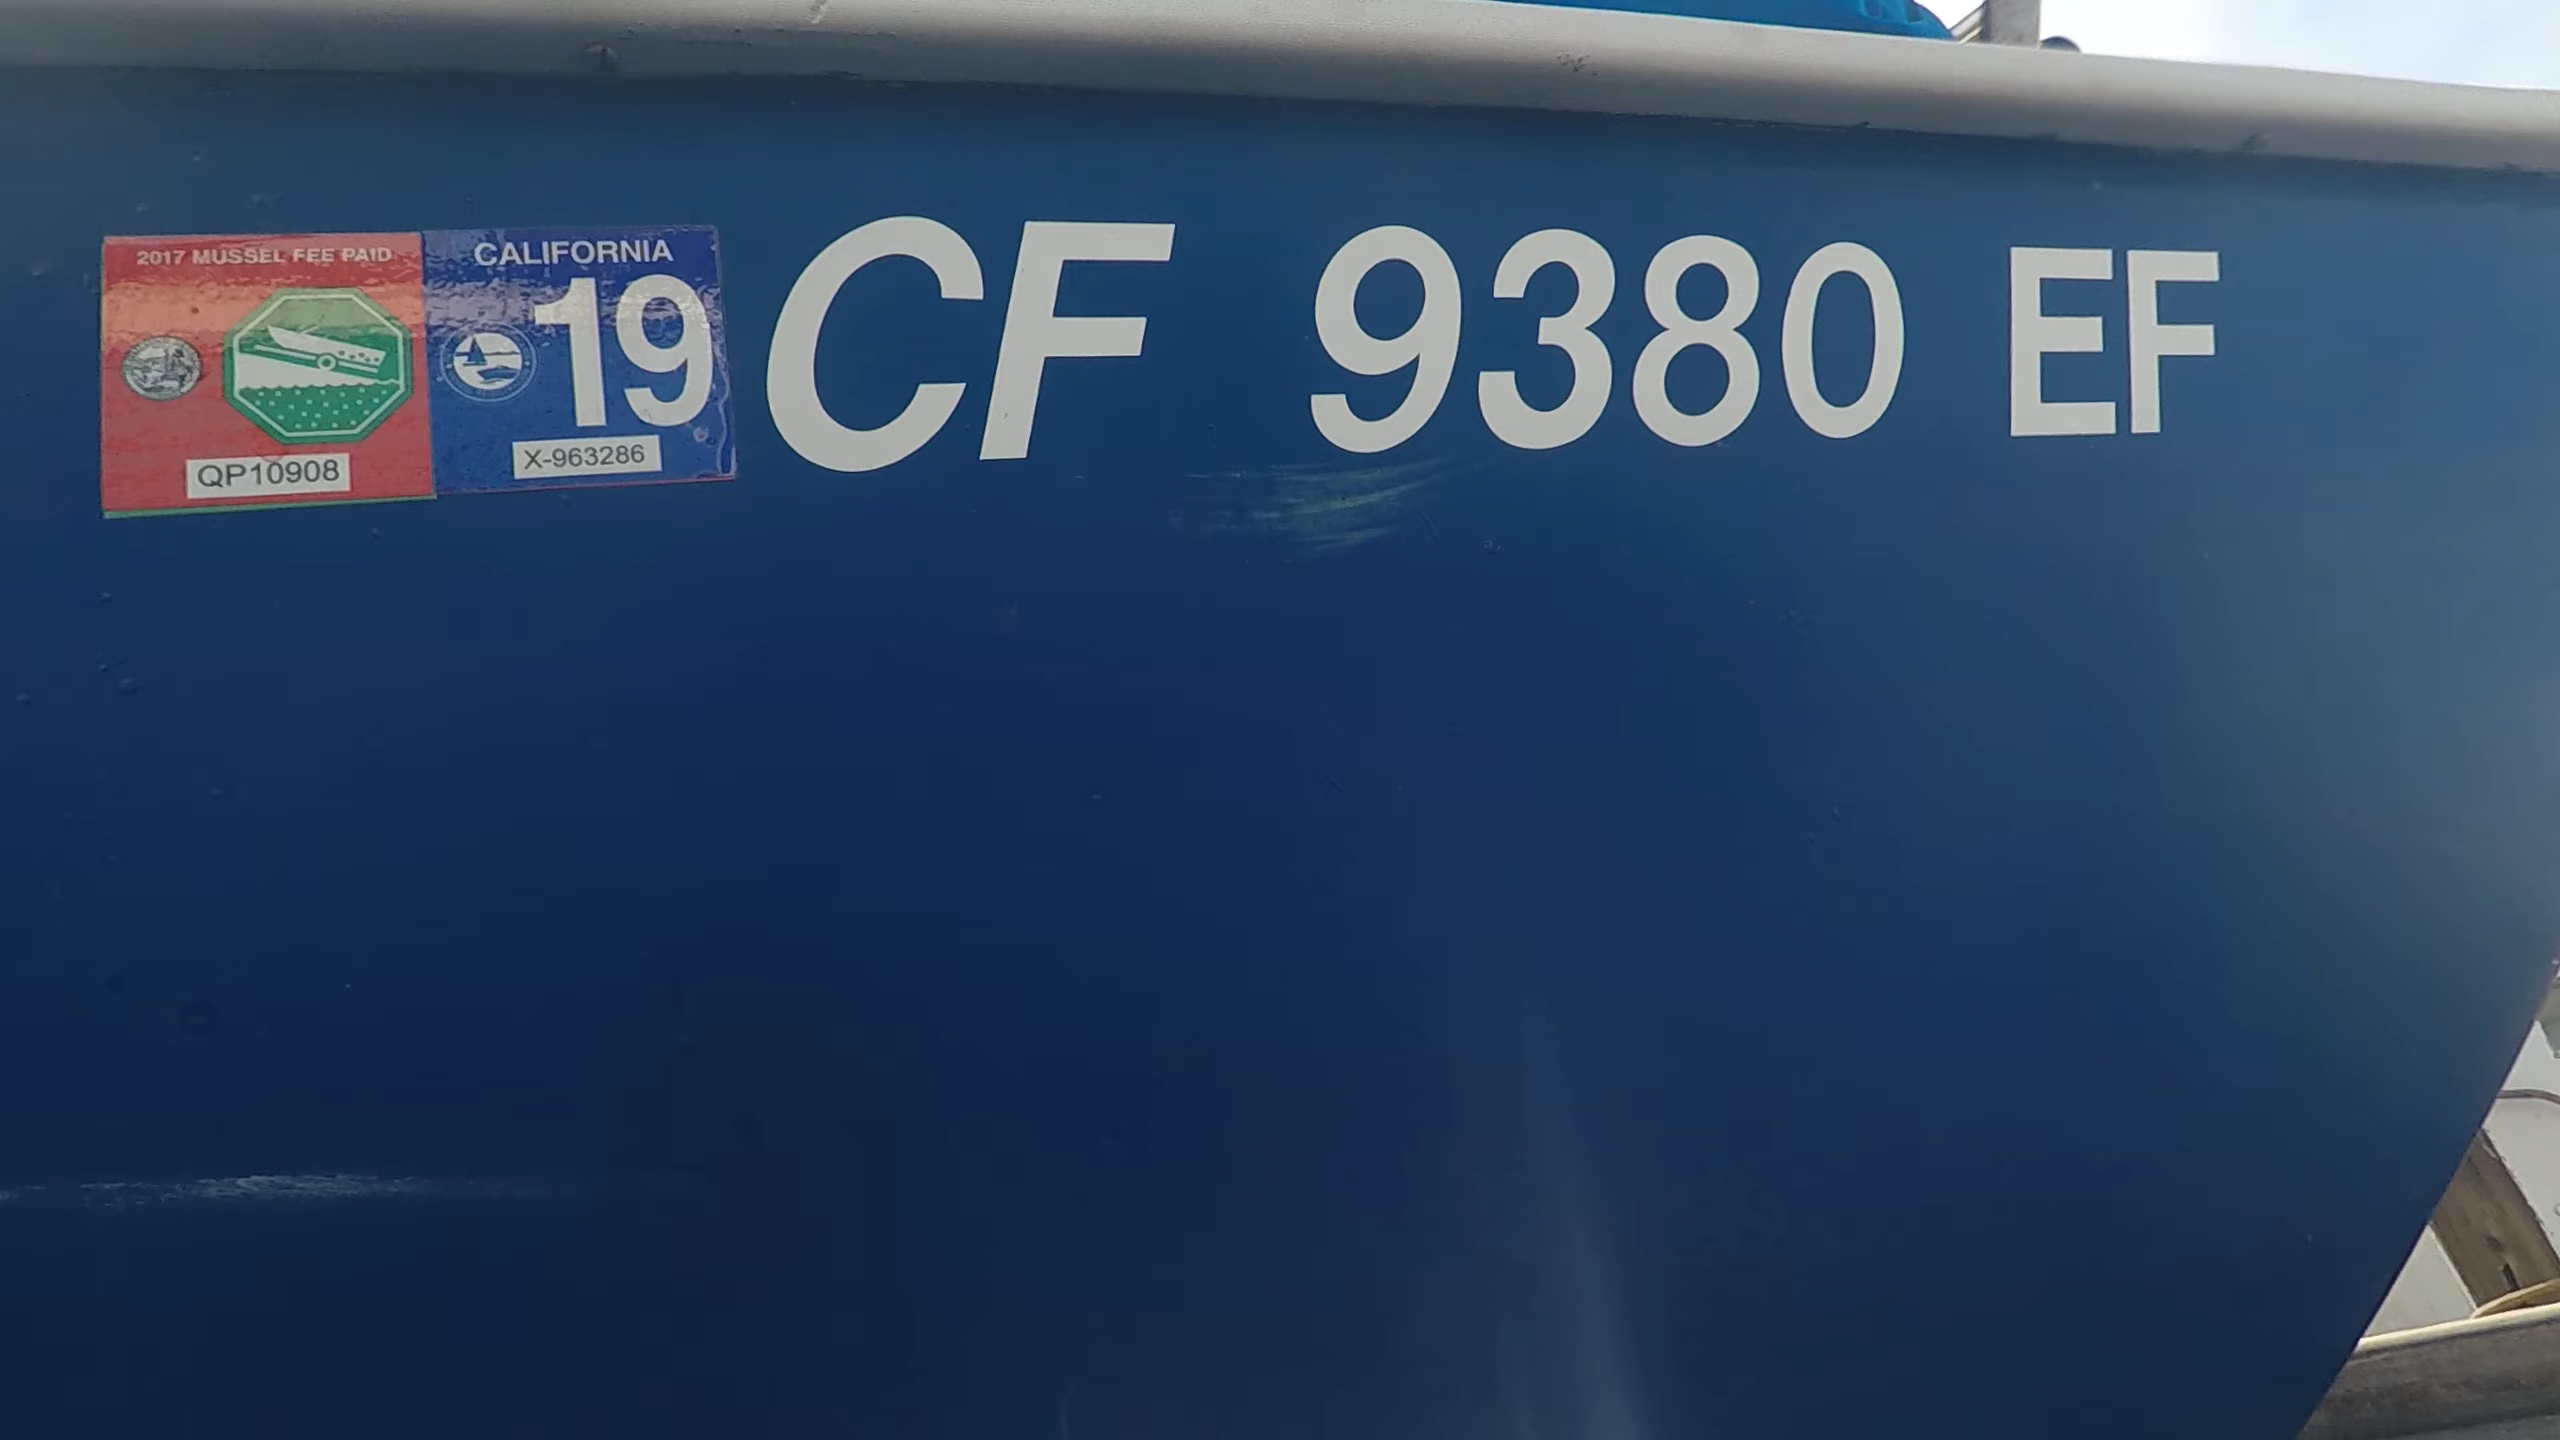 2017 MUSSEL FEE PAID
QP10908
CALIFORNIA
19
X-963286
CF 9380 EF